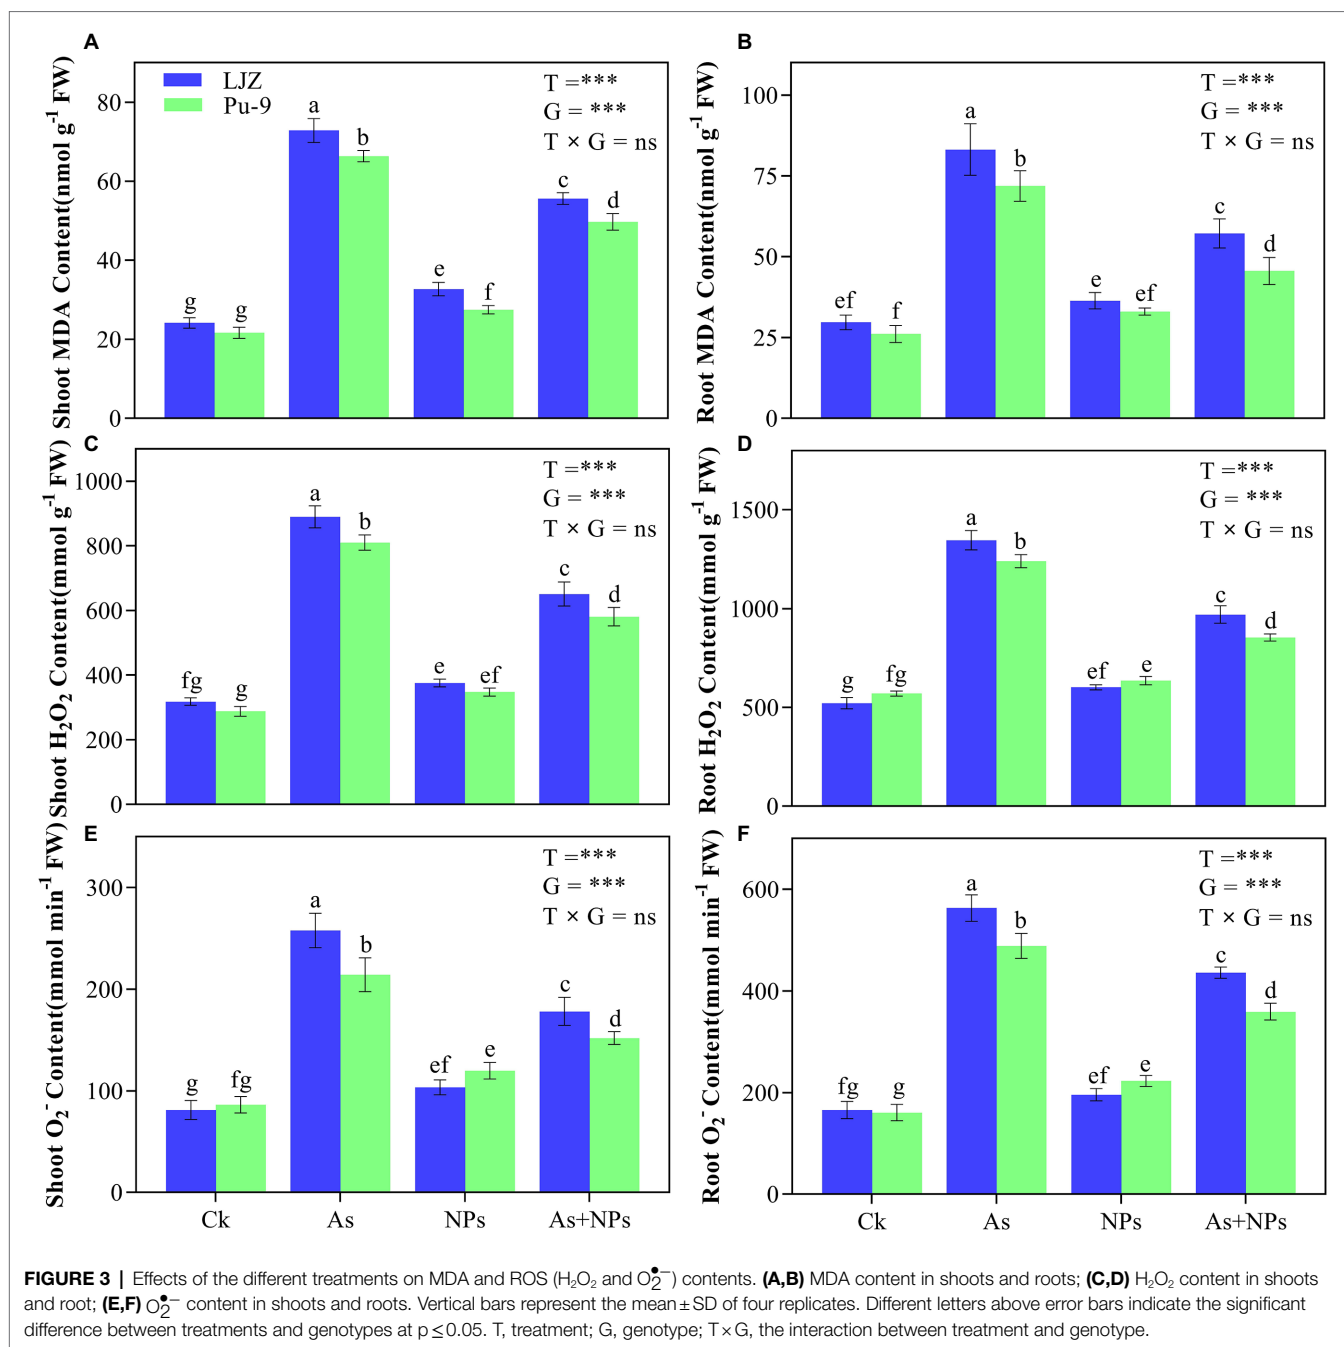 A
LJZ
Pu-9
T =***
G = ***
T × G = ns
Shoot MDA Content(nmol g⁻¹ FW)
80
60
40
20
0
g
g
a
b
e
f
c
d
B
T =***
G = ***
T × G = ns
Root MDA Content(nmol g⁻¹ FW)
100
75
50
25
0
ef
f
a
b
e
ef
c
d
C
T =***
G = ***
T × G = ns
Shoot H₂O₂ Content(mmol g⁻¹ FW)
1000
800
600
400
200
0
fg
g
a
b
e
ef
c
d
D
T =***
G = ***
T × G = ns
Root H₂O₂ Content(mmol g⁻¹ FW)
1500
1000
500
0
g
fg
a
b
ef
e
c
d
E
T =***
G = ***
T × G = ns
Shoot O₂⁻ Content(mmol min⁻¹ FW)
300
200
100
0
g
fg
a
b
ef
e
c
d
Ck
As
NPs
As+NPs
F
T =***
G = ***
T × G = ns
Root O₂⁻ Content(mmol min⁻¹ FW)
600
400
200
0
fg
g
a
b
ef
e
c
d
Ck
As
NPs
As+NPs
FIGURE 3 | Effects of the different treatments on MDA and ROS (H₂O₂ and O₂•−) contents. (A,B) MDA content in shoots and roots; (C,D) H₂O₂ content in shoots
and root; (E,F) O₂•− content in shoots and roots. Vertical bars represent the mean ± SD of four replicates. Different letters above error bars indicate the significant
difference between treatments and genotypes at p ≤ 0.05. T, treatment; G, genotype; T × G, the interaction between treatment and genotype.